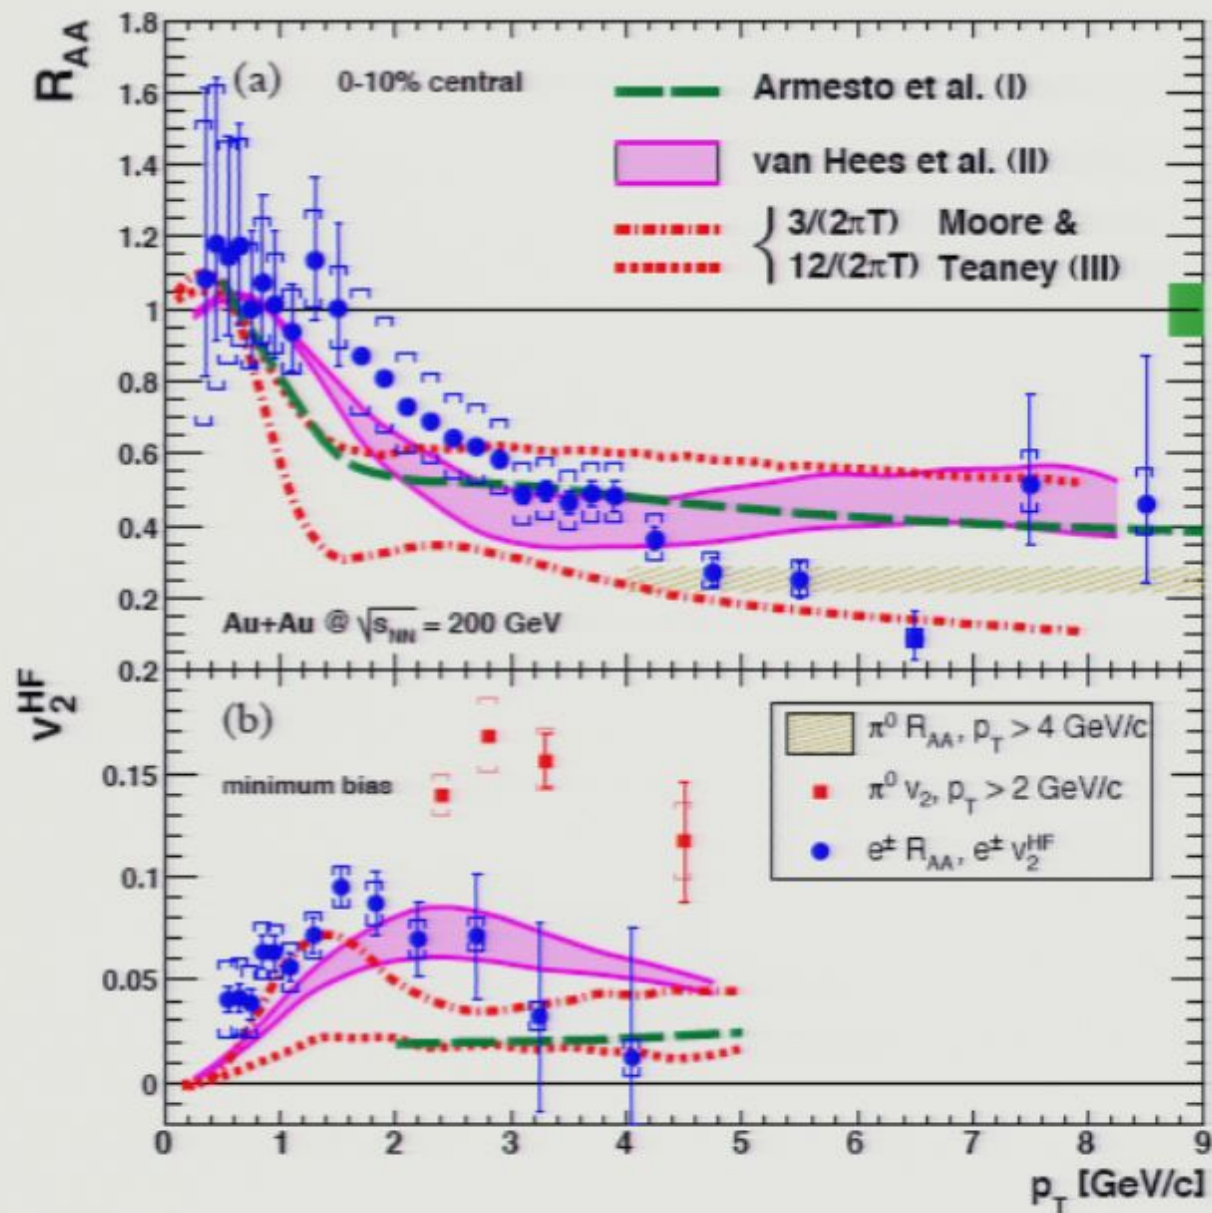 R_AA
1.8
1.6
1.4
1.2
1
0.8
0.6
0.4
0.2
(a) 0-10% central
Armesto et al. (I)
van Hees et al. (II)
3/(2πT) Moore &
12/(2πT) Teaney (III)
Au+Au @ √s_NN = 200 GeV
v_2^HF
0.2
0.15
0.1
0.05
0
(b)
minimum bias
π⁰ R_AA, p_T > 4 GeV/c
π⁰ v_2, p_T > 2 GeV/c
e± R_AA, e± v_2^HF
0 1 2 3 4 5 6 7 8 9
p_T [GeV/c]